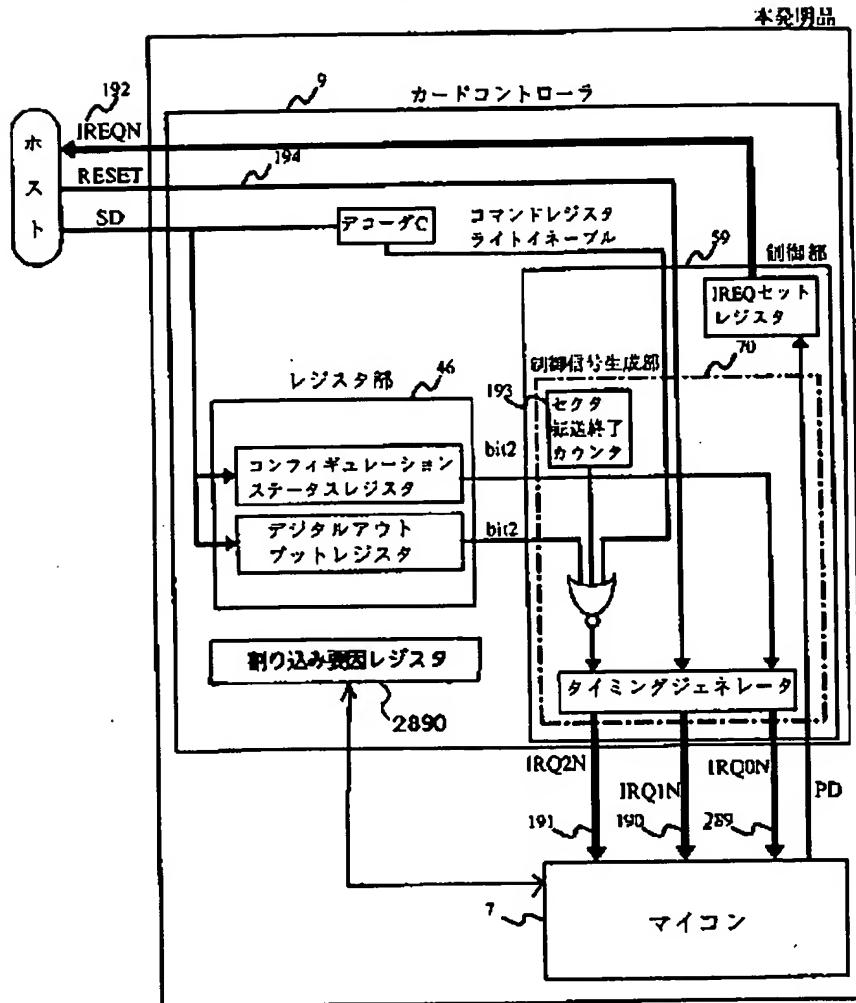 本発明品
192
9
カードコントローラ
ホスト
IREQN
194
RESET
SD
デコーダC
コマンドレジスタ
ライトイネーブル
59
制御部
IREQセット
レジスタ
70
制御信号生成部
レジスタ部
46
193
セクタ
転送終了
カウンタ
コンフィギュレーション
ステータスレジスタ
bit2
デジタルアウト
プットレジスタ
bit2
割り込み要因レジスタ
2890
タイミングジェネレータ
IRQ2N
IRQ1N
IRQ0N
PD
191
190
289
7
マイコン